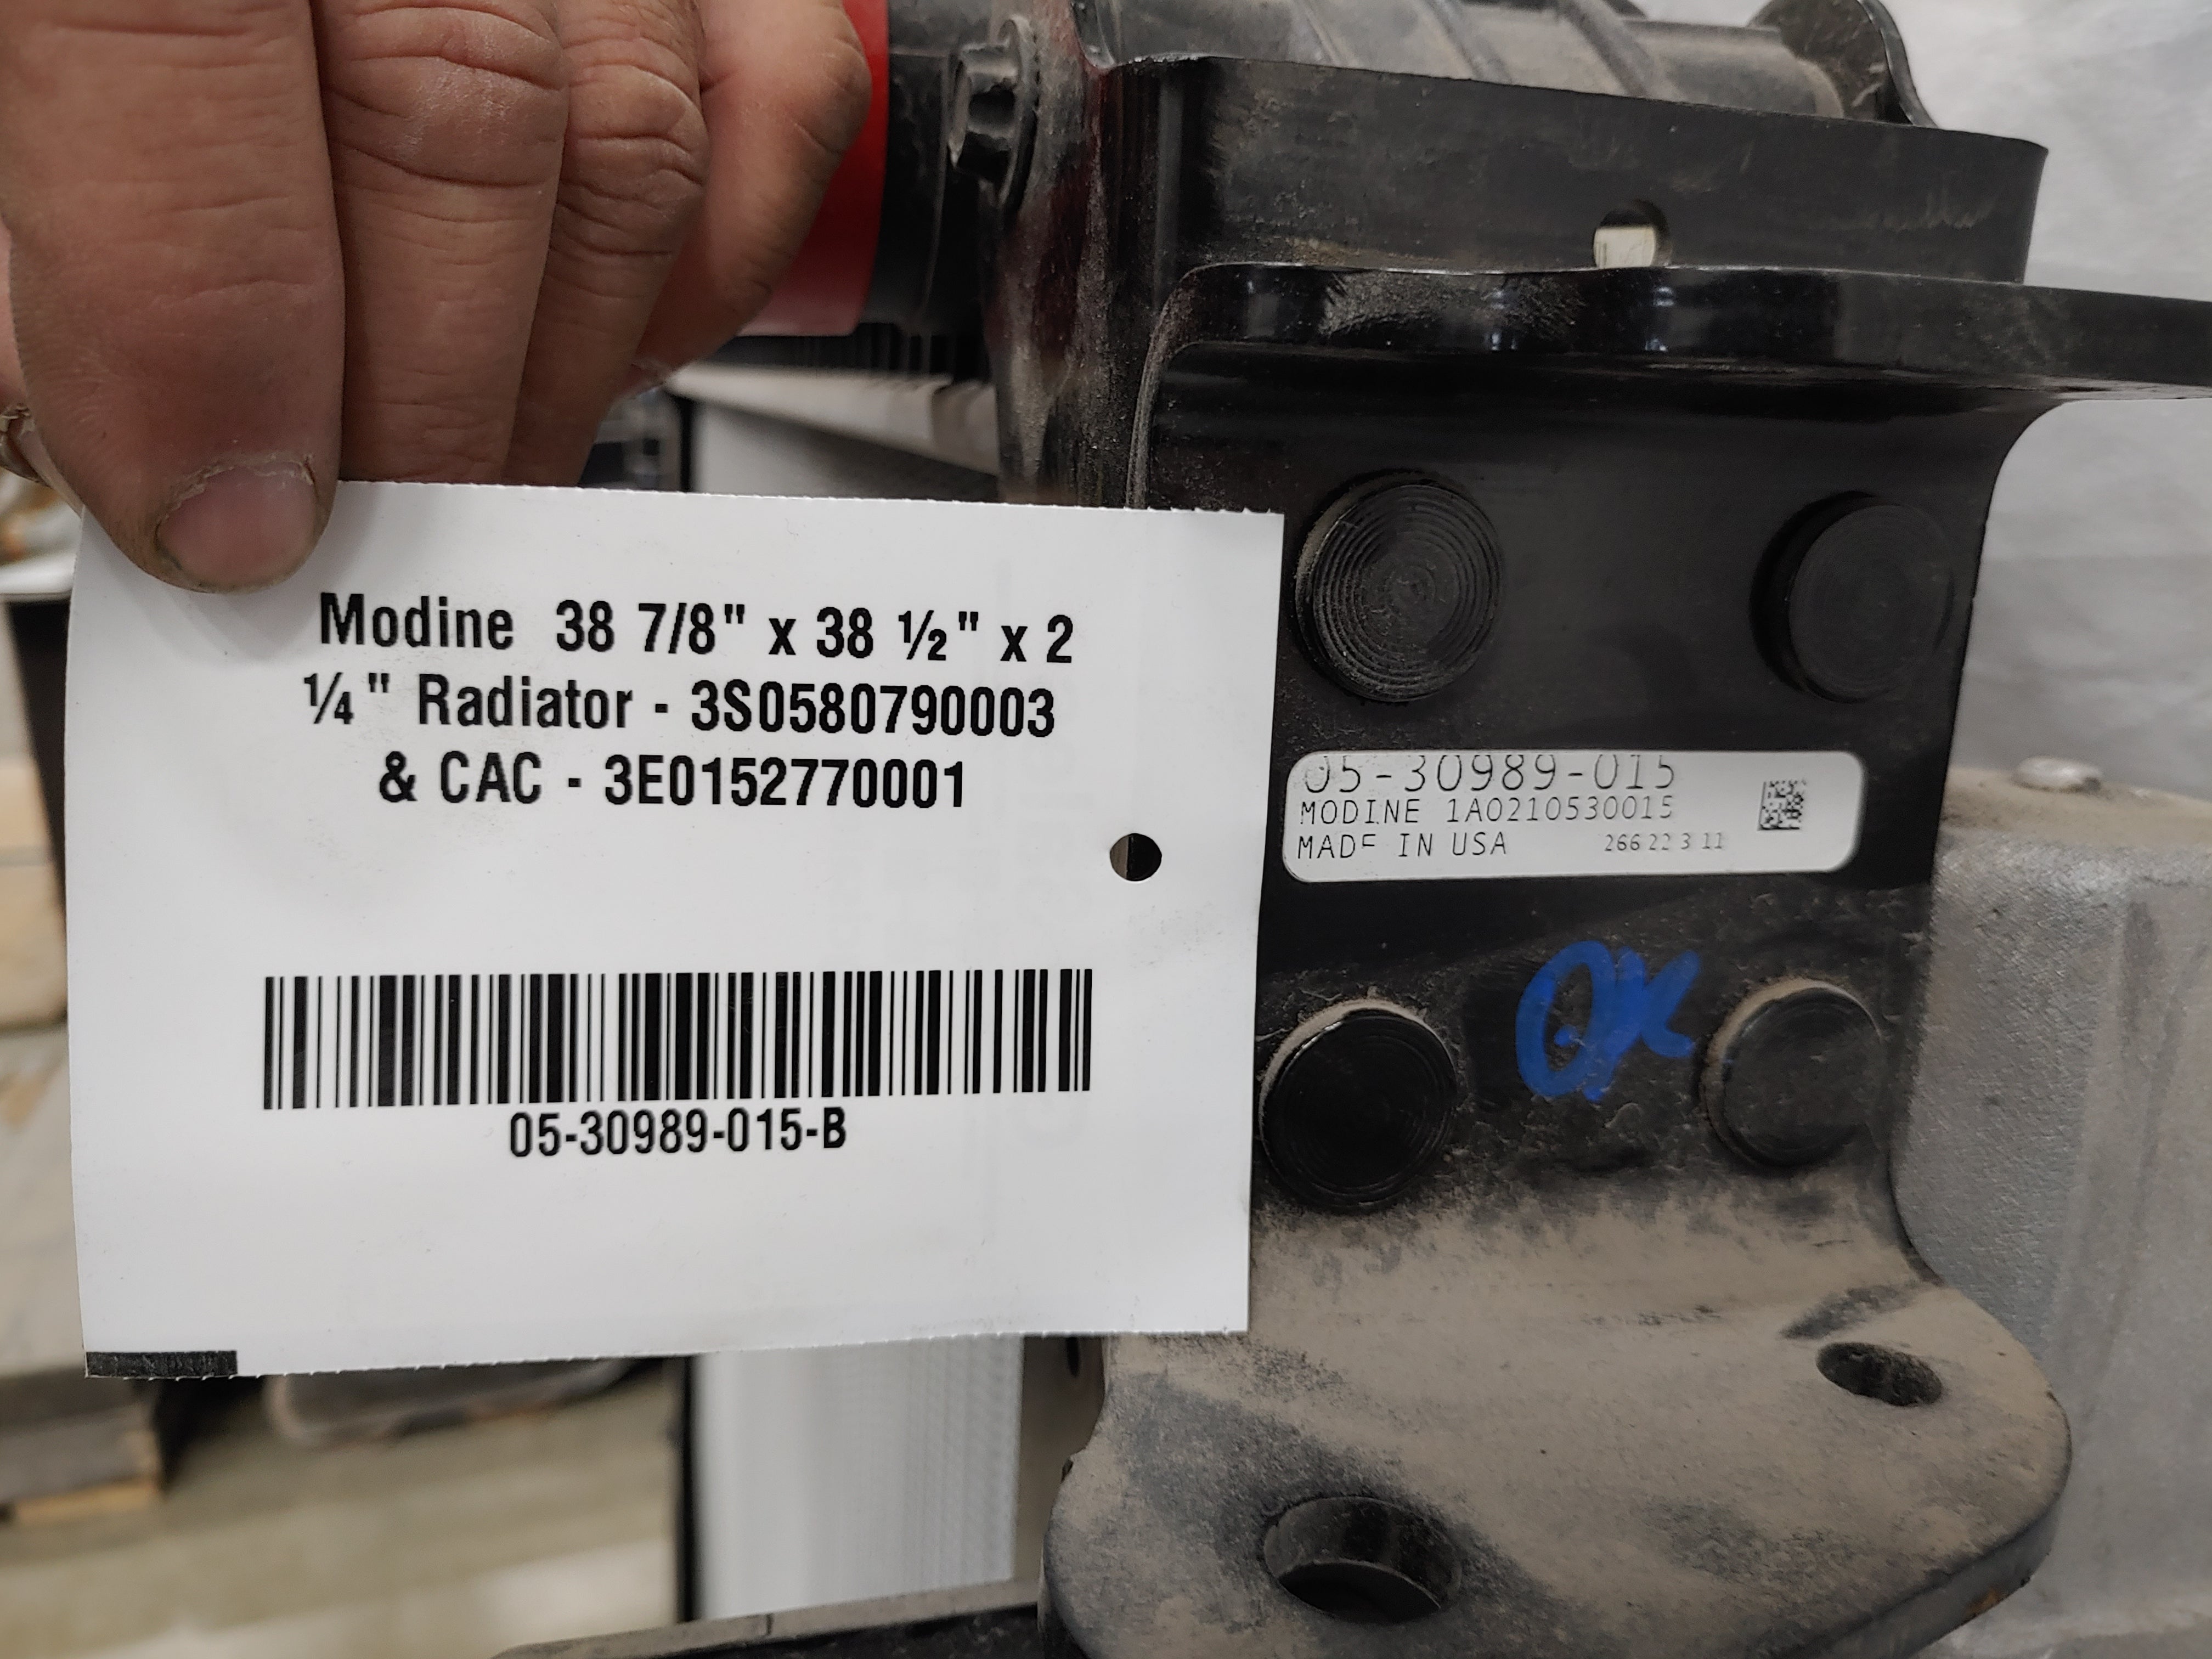 Modine 38 7/8" x 38 ½" x 2
¼" Radiator - 3S0580790003
& CAC - 3E0152770001
05-30989-015-B
05-30989-015
MODINE 1A0210530015
MADE IN USA 266 22 3 11
OK